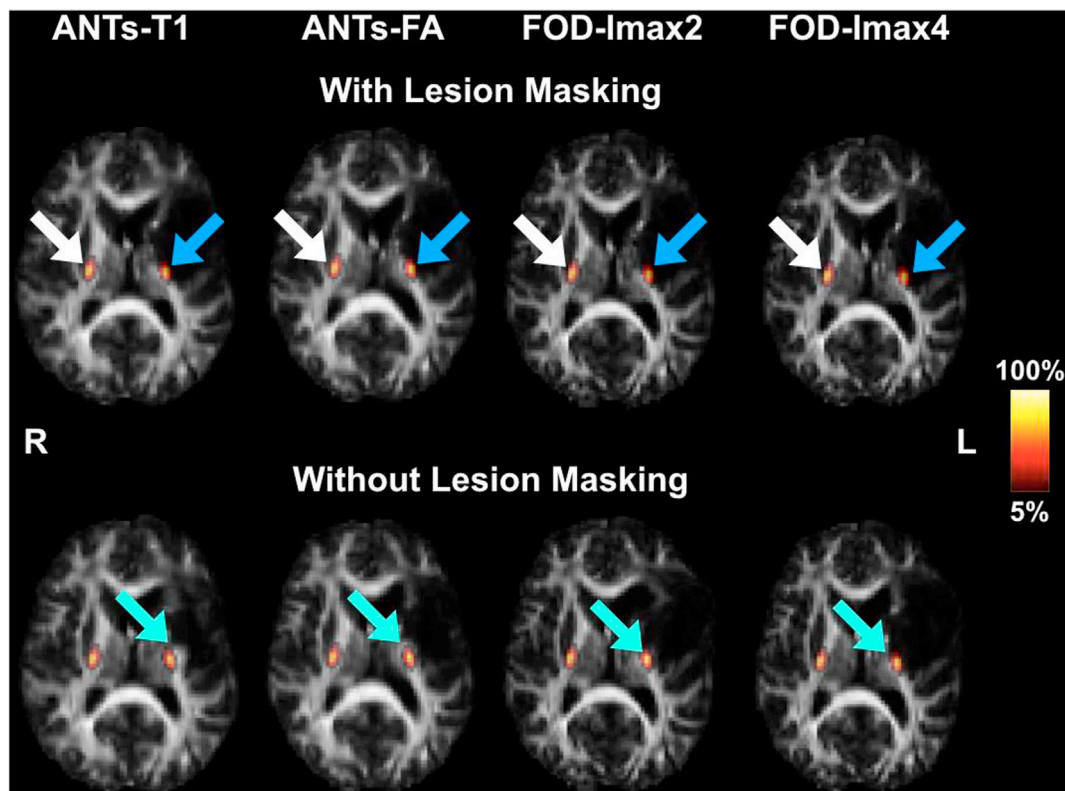 ANTs-T1 ANTs-FA FOD-lmax2 FOD-lmax4
With Lesion Masking
100%
R L
Without Lesion Masking
5%